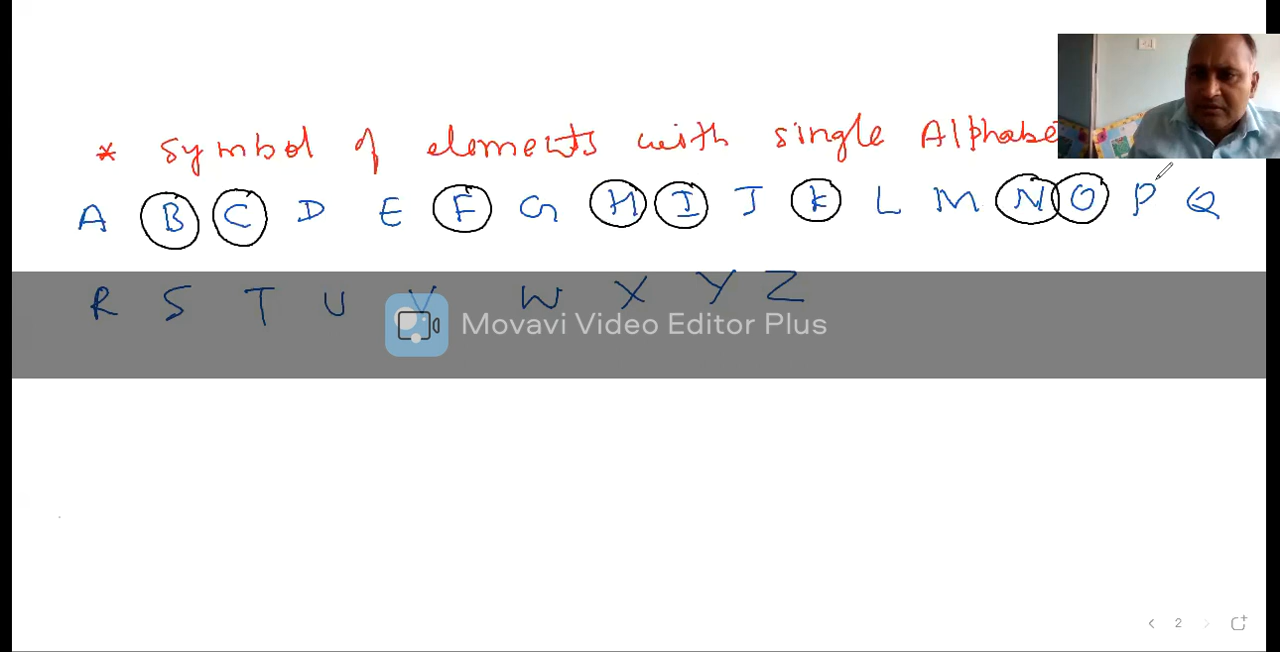 * Symbol of elements with single Alphabe
A B C D E F G H I J K L M N O P Q
R S T U V W X Y Z
Movavi Video Editor Plus
2